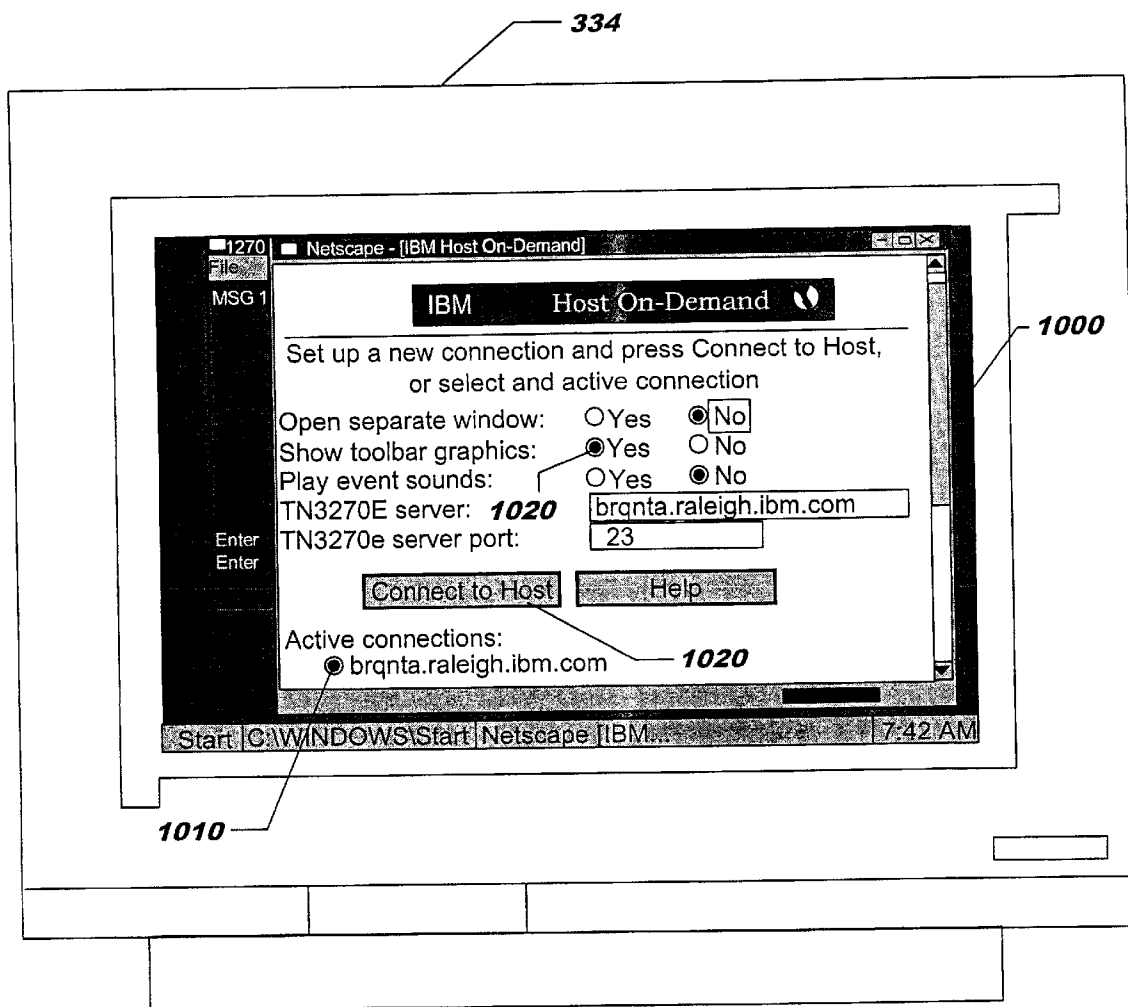 334
1270 Netscape - [IBM Host On-Demand]
File
MSG 1
IBM Host On-Demand
1000
Set up a new connection and press Connect to Host,
or select and active connection
Open separate window: Yes No
Show toolbar graphics: Yes No
Play event sounds: Yes No
TN3270E server: 1020 brqnta.raleigh.ibm.com
TN3270e server port: 23
Enter
Enter
Connect to Host Help
Active connections:
brqnta.raleigh.ibm.com 1020
Start C:\WINDOWS\Start Netscape [IBM... 7:42 AM
1010